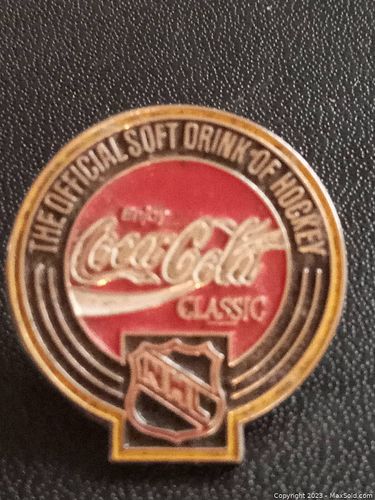 THE OFFICIAL SOFT DRINK OF HOCKEY
Enjoy
Coca-Cola
CLASSIC
NHL
Copyright 2023 - MaxSold.com